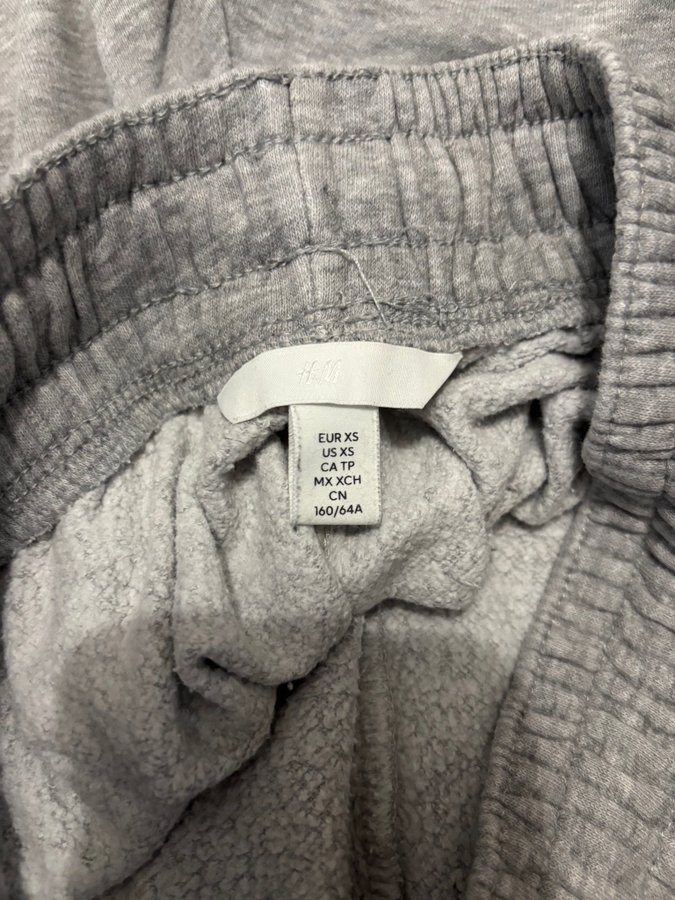 H&M
EUR XS
US XS
CA TP
MX XCH
CN
160/64A